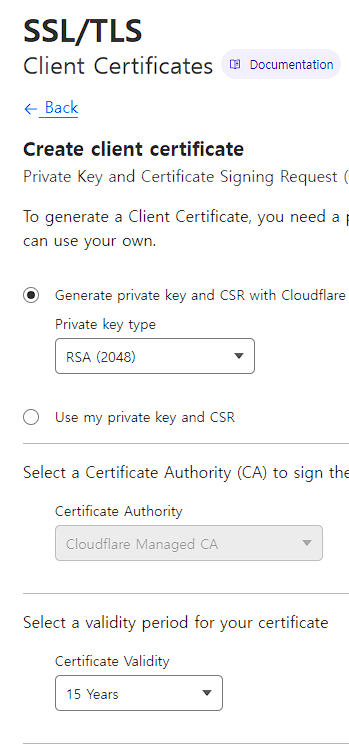 SSL/TLS
Client Certificates Documentation
← Back
Create client certificate
Private Key and Certificate Signing Request (
To generate a Client Certificate, you need a p
can use your own.
Generate private key and CSR with Cloudflare
Private key type
RSA (2048)
Use my private key and CSR
Select a Certificate Authority (CA) to sign the
Certificate Authority
Cloudflare Managed CA
Select a validity period for your certificate
Certificate Validity
15 Years